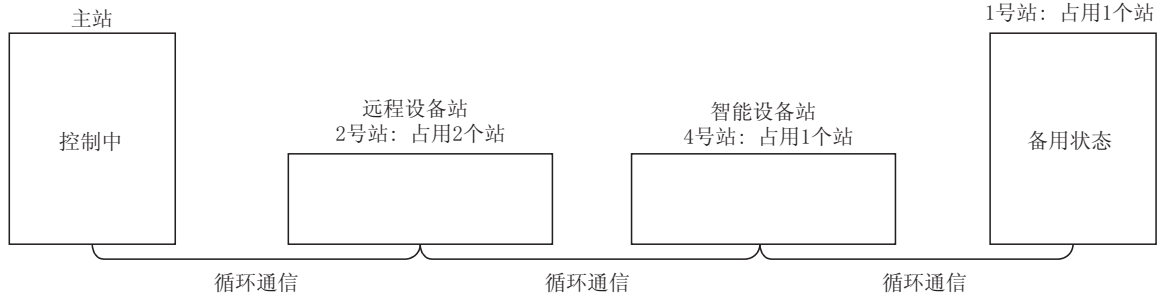 主站
控制中
远程设备站
2号站: 占用2个站
智能设备站
4号站: 占用1个站
1号站: 占用1个站
备用状态
循环通信
循环通信
循环通信